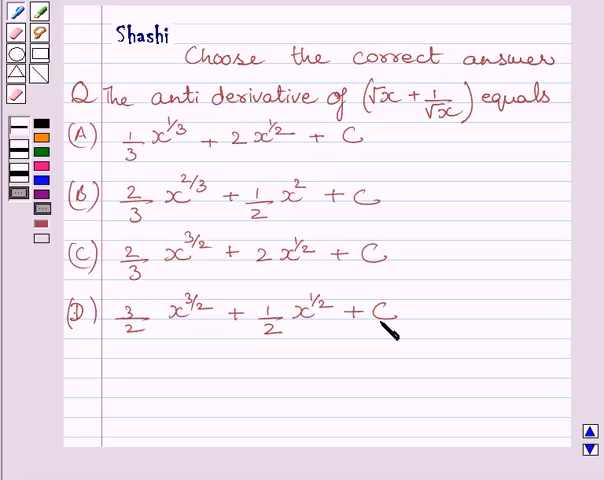 Shashi
Choose the correct answer
Q The anti derivative of (√x + 1/√x) equals
(A) 1/3 x^1/3 + 2x^1/2 + C
(B) 2/3 x^2/3 + 1/2 x^2 + C
(C) 2/3 x^3/2 + 2x^1/2 + C
(D) 3/2 x^3/2 + 1/2 x^1/2 + C